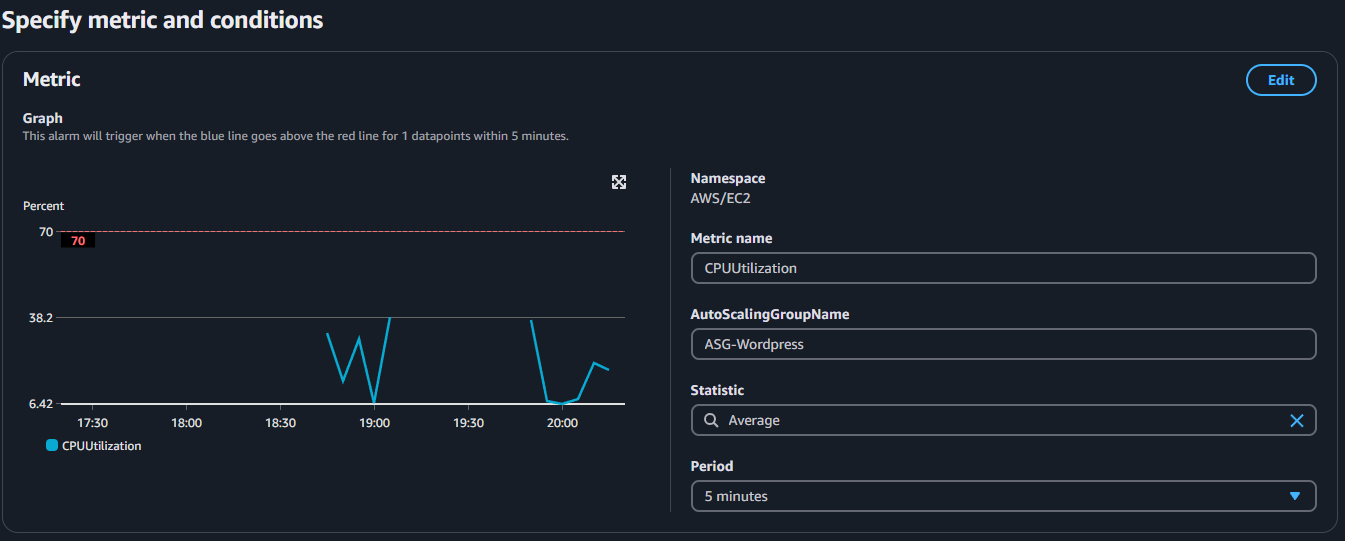 Specify metric and conditions
Metric
Edit
Graph
This alarm will trigger when the blue line goes above the red line for 1 datapoints within 5 minutes.
Percent
70
70
38.2
6.42
17:30 18:00 18:30 19:00 19:30 20:00
CPUUtilization
Namespace
AWS/EC2
Metric name
CPUUtilization
AutoScalingGroupName
ASG-Wordpress
Statistic
Average
Period
5 minutes